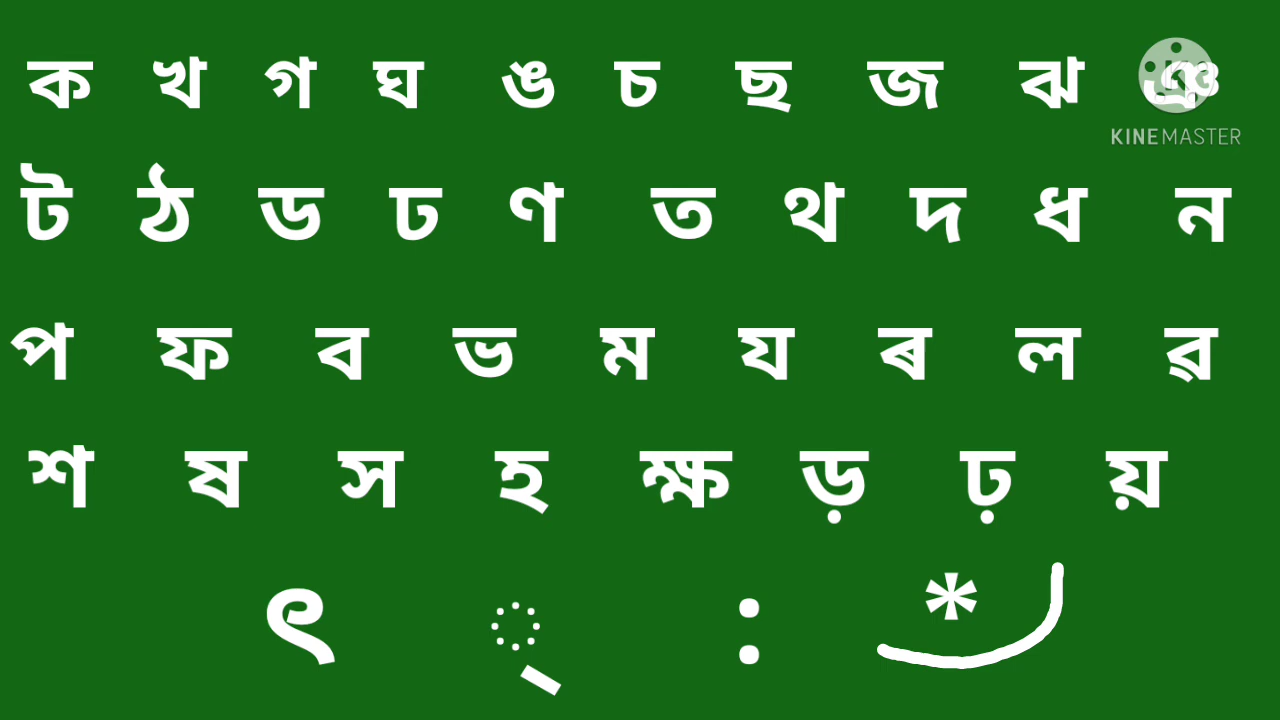 ক খ গ ঘ ঙ চ ছ জ ঝ ঞ
KINEMASTER
ট ঠ ড ঢ ণ ত থ দ ধ ন
প ফ ব ভ ম য ৰ ল ৱ
শ ষ স হ ক্ষ ড় ঢ় য়
ৎ ্ : *